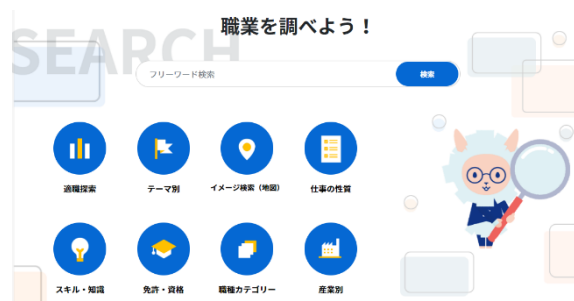 SEARCH
職業を調べよう！
フリーワード検索
検索
適職探索
テーマ別
イメージ検索（地図）
仕事の性質
スキル・知識
免許・資格
職種カテゴリー
産業別